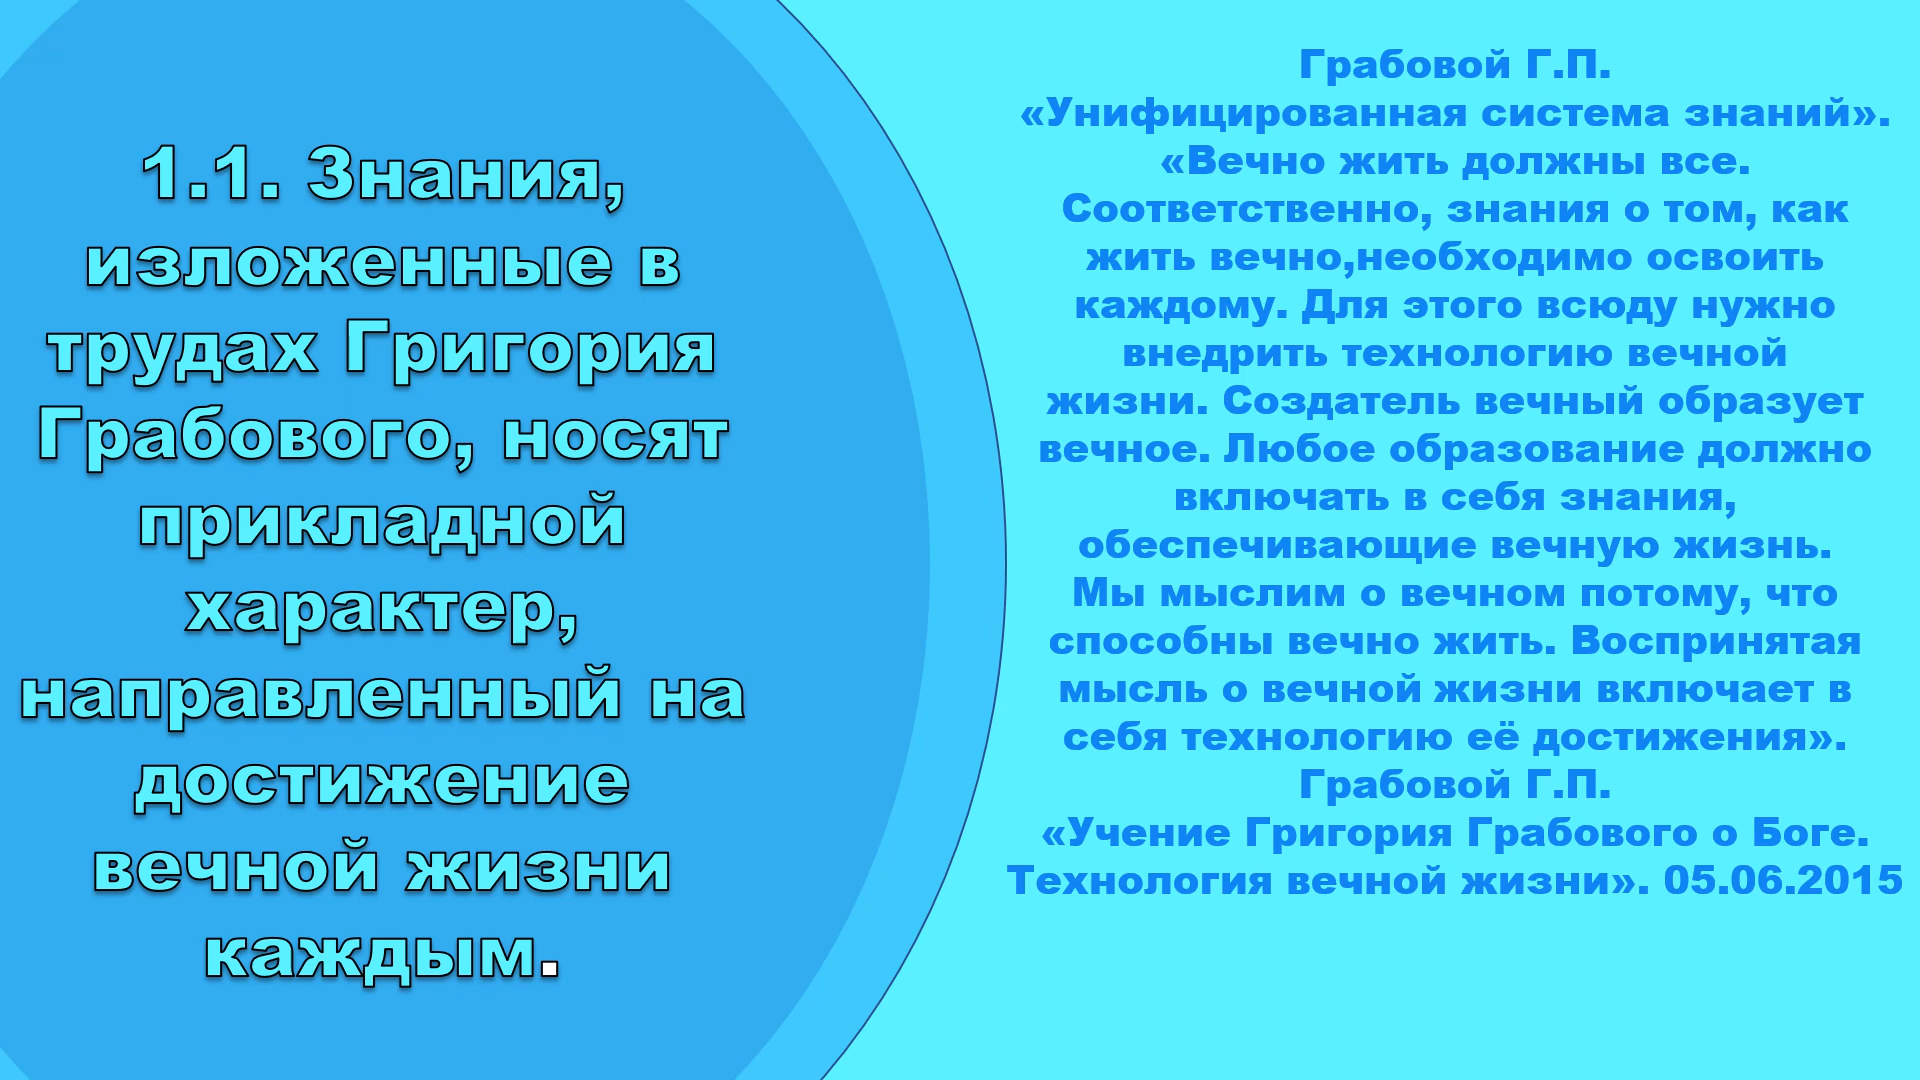 1.1. Знания,
изложенные в
трудах Григория
Грабового, носят
прикладной
характер,
направленный на
достижение
вечной жизни
каждым.
Грабовой Г.П.
«Унифицированная система знаний».
«Вечно жить должны все.
Соответственно, знания о том, как
жить вечно,необходимо освоить
каждому. Для этого всюду нужно
внедрить технологию вечной
жизни. Создатель вечный образует
вечное. Любое образование должно
включать в себя знания,
обеспечивающие вечную жизнь.
Мы мыслим о вечном потому, что
способны вечно жить. Воспринятая
мысль о вечной жизни включает в
себя технологию её достижения».
Грабовой Г.П.
«Учение Григория Грабового о Боге.
Технология вечной жизни». 05.06.2015